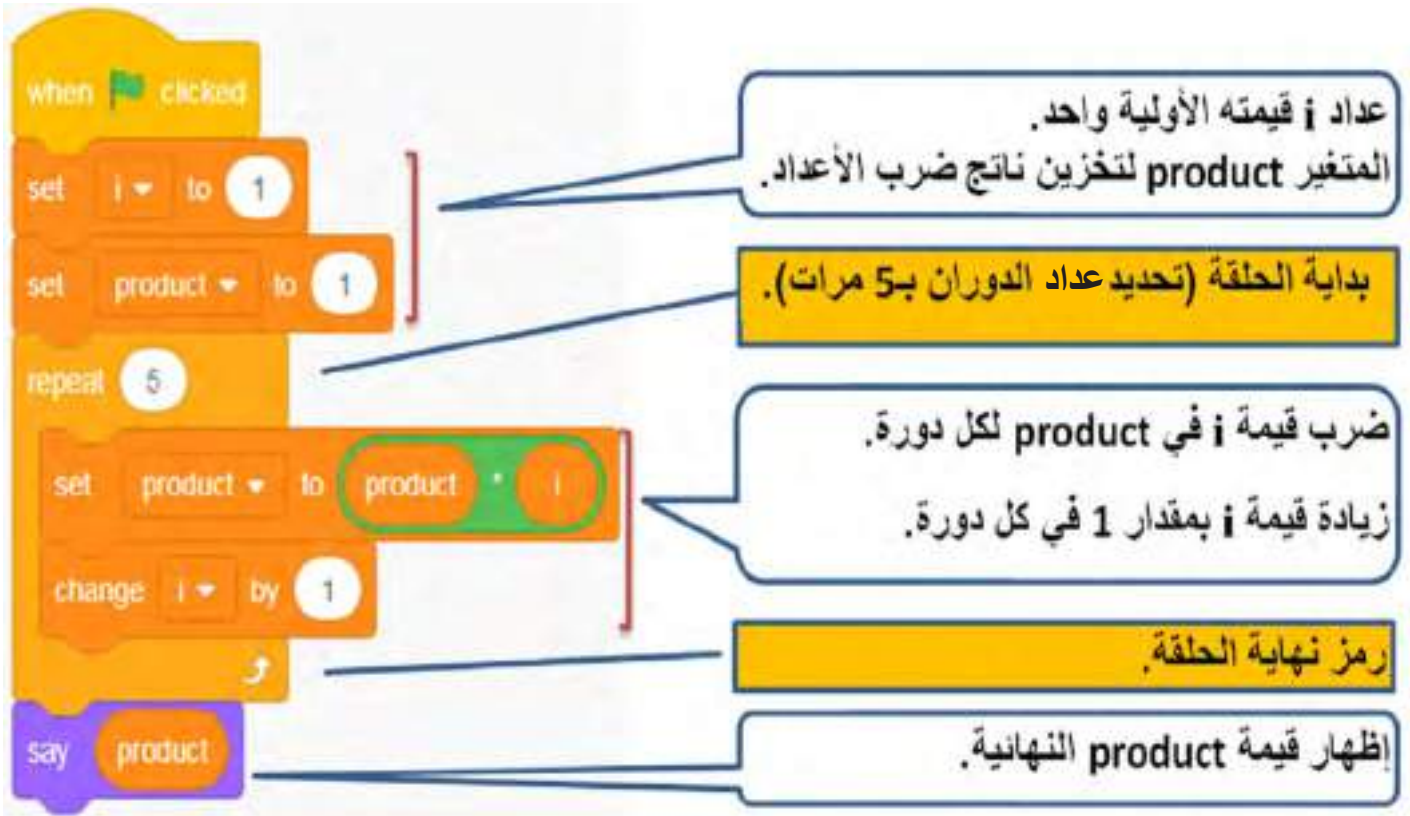 when clicked
set i to 1
set product to 1
repeat 5
set product to product * i
change i by 1
say product
عداد i قيمته الأولية واحد.
المتغير product لتخزين ناتج ضرب الأعداد.
بداية الحلقة (تحديد عداد الدوران بـ5 مرات).
ضرب قيمة i في product لكل دورة.
زيادة قيمة i بمقدار 1 في كل دورة.
رمز نهاية الحلقة.
إظهار قيمة product النهائية.